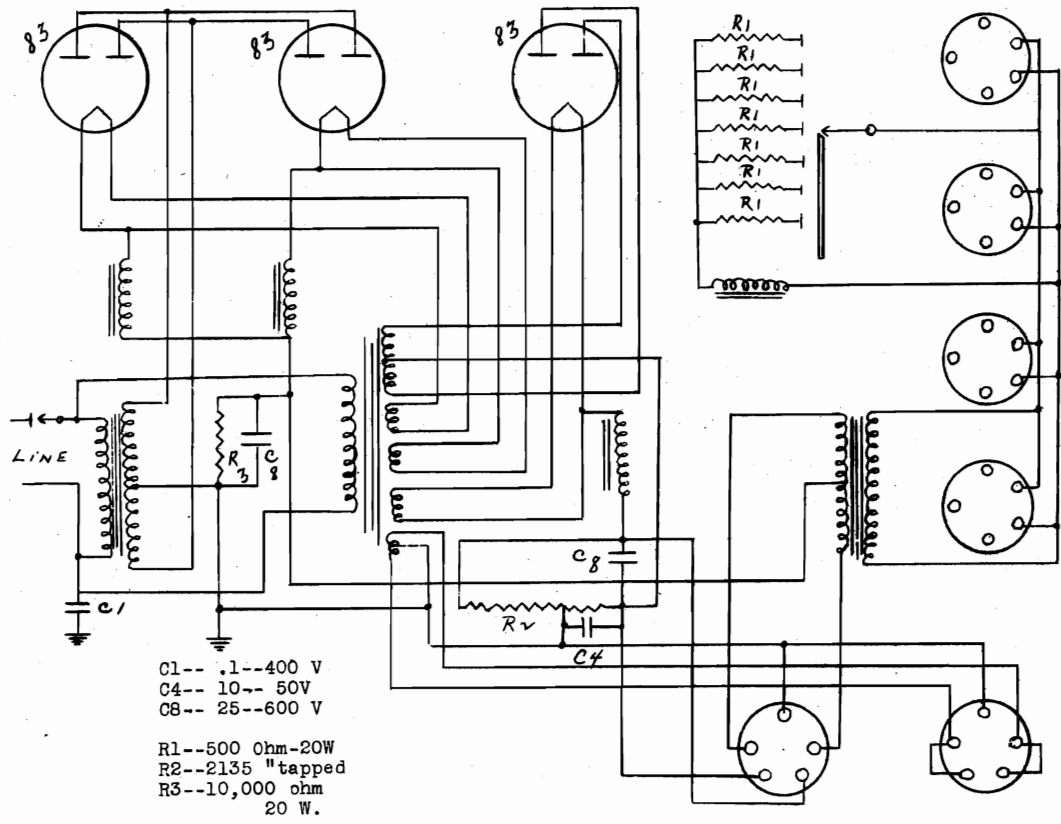 83
83
83
R1
R1
R1
R1
R1
R1
R1
LINE
R3
C8
C1
C8
R2
C4
C1-- .1--400 V
C4-- 10-- 50V
C8-- 25--600 V
R1--500 Ohm-20W
R2--2135 "tapped
R3--10,000 ohm
20 W.